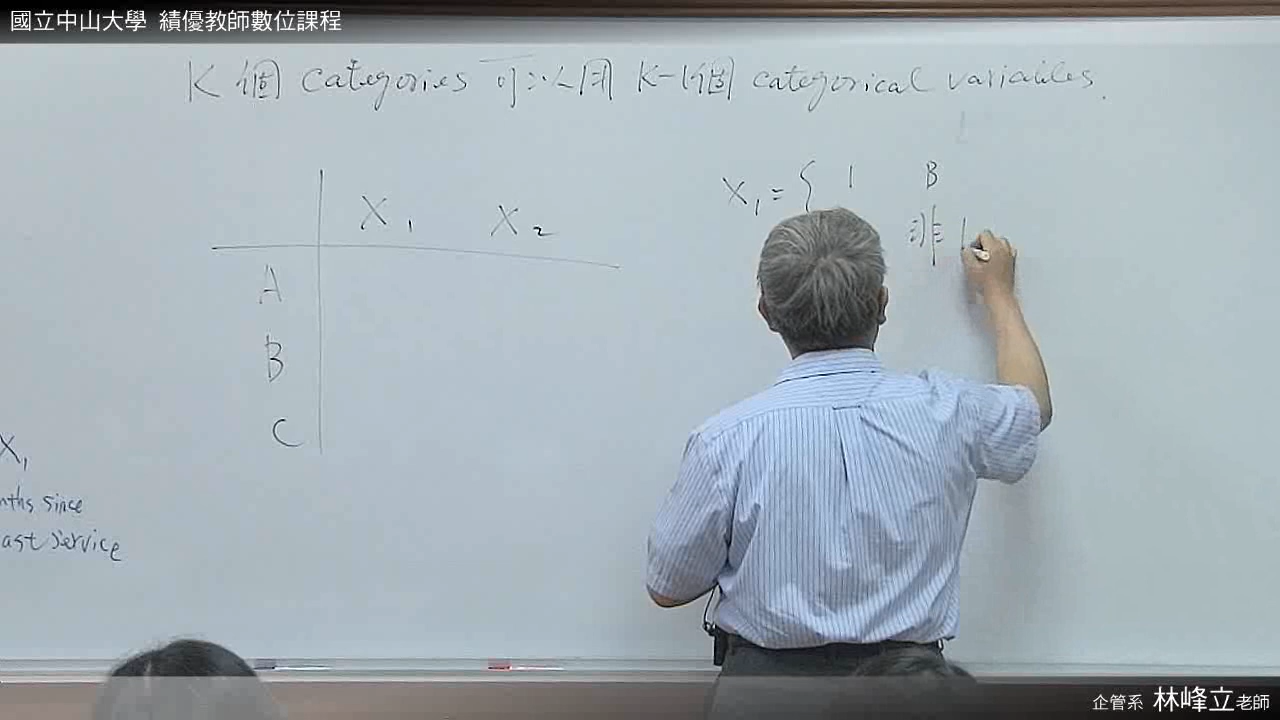 國立中山大學 績優教師數位課程
K 個 categories 可以用 K-1個 categorical variables.
X₁ X₂
A
B
C
X₁ = { 1 B
非
X₁
nths since
ast Service
企管系 林峰立老師